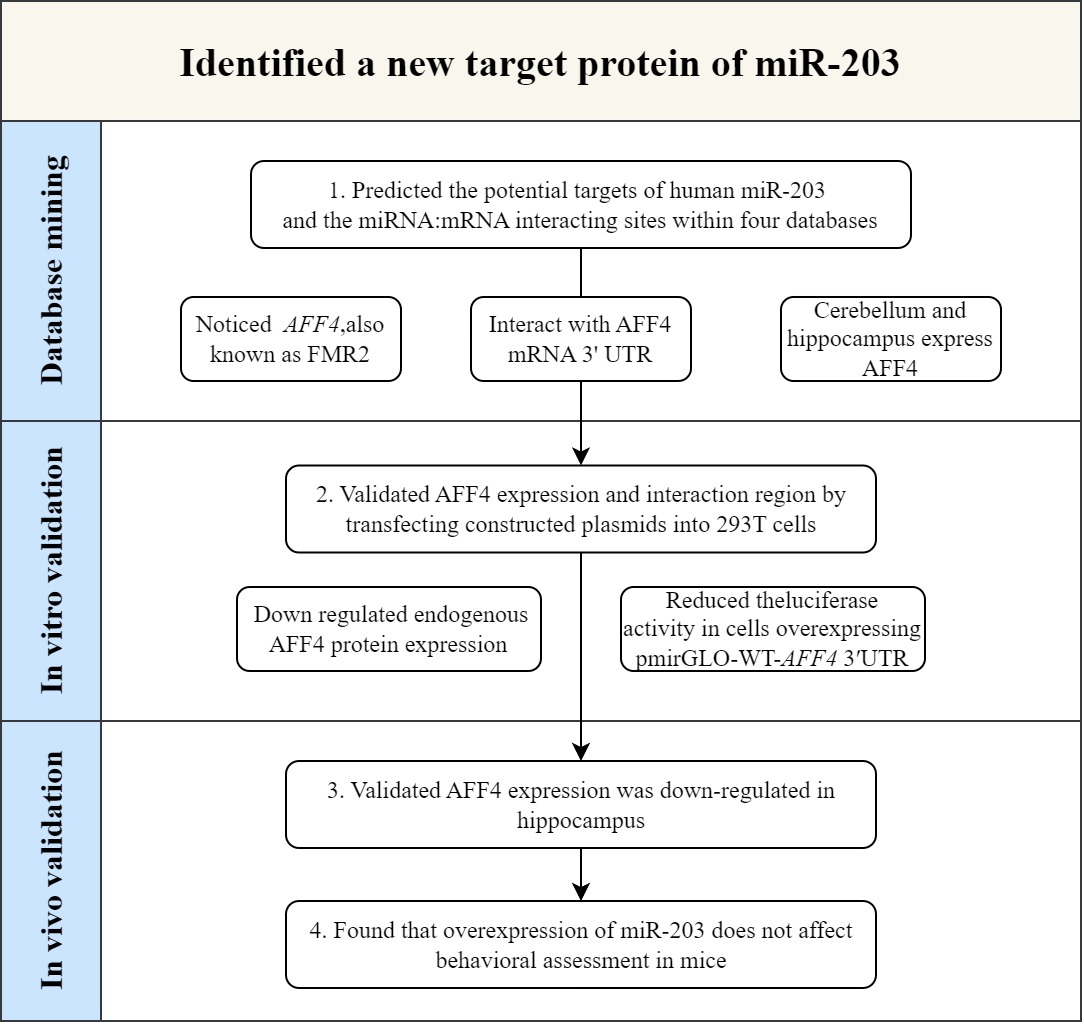 Identified a new target protein of miR-203
Database mining
1. Predicted the potential targets of human miR-203
and the miRNA:mRNA interacting sites within four databases
Noticed  AFF4,also
known as FMR2
Interact with AFF4
mRNA 3' UTR
Cerebellum and
hippocampus express
AFF4
In vitro validation
2. Validated AFF4 expression and interaction region by
transfecting constructed plasmids into 293T cells
Down regulated endogenous
AFF4 protein expression
Reduced theluciferase
activity in cells overexpressing
pmirGLO-WT-AFF4 3′UTR
In vivo validation
3. Validated AFF4 expression was down-regulated in
hippocampus
4. Found that overexpression of miR-203 does not affect
behavioral assessment in mice